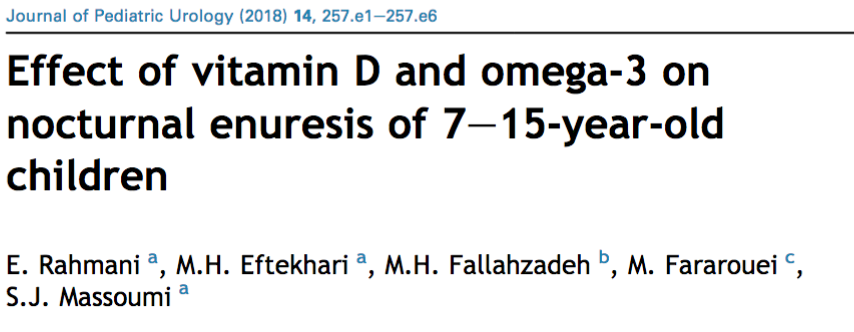 Journal of Pediatric Urology (2018) 14, 257.e1–257.e6
Effect of vitamin D and omega-3 on
nocturnal enuresis of 7–15-year-old
children
E. Rahmani a, M.H. Eftekhari a, M.H. Fallahzadeh b, M. Fararouei c,
S.J. Massoumi a